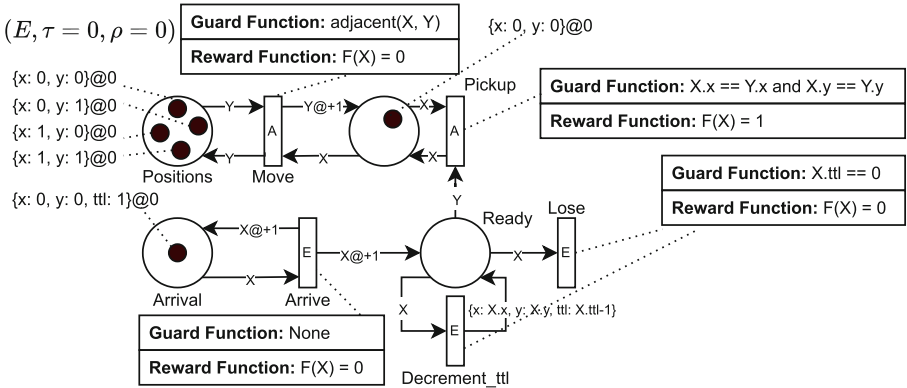 (E, τ = 0, ρ = 0)
Guard Function: adjacent(X, Y)
Reward Function: F(X) = 0
{x: 0, y: 0}@0
Pickup
Guard Function: X.x == Y.x and X.y == Y.y
Reward Function: F(X) = 1
{x: 0, y: 0}@0
{x: 0, y: 1}@0
{x: 1, y: 0}@0
{x: 1, y: 1}@0
Y
A
Y@+1
X
A
Y
X
X
Positions
Move
Guard Function: X.ttl == 0
Reward Function: F(X) = 0
{x: 0, y: 0, ttl: 1}@0
Y
Ready
Lose
X@+1
E
X@+1
X
E
X
Arrival
Arrive
X
E
{x: X.x, y: X.y, ttl: X.ttl-1}
Guard Function: None
Reward Function: F(X) = 0
Decrement_ttl